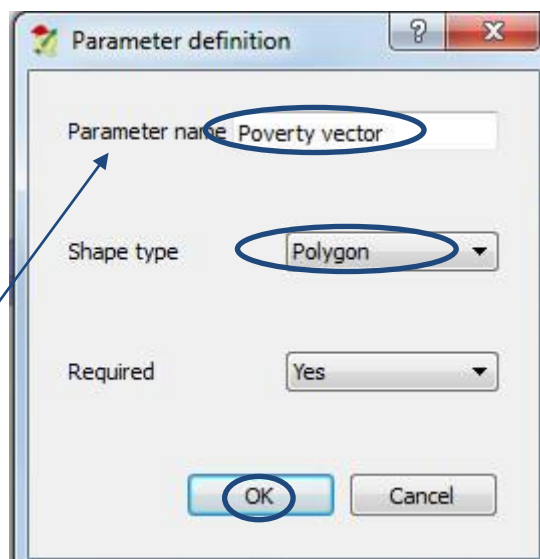 Parameter definition
? X
Parameter name Poverty vector
Shape type Polygon
Required Yes
OK Cancel